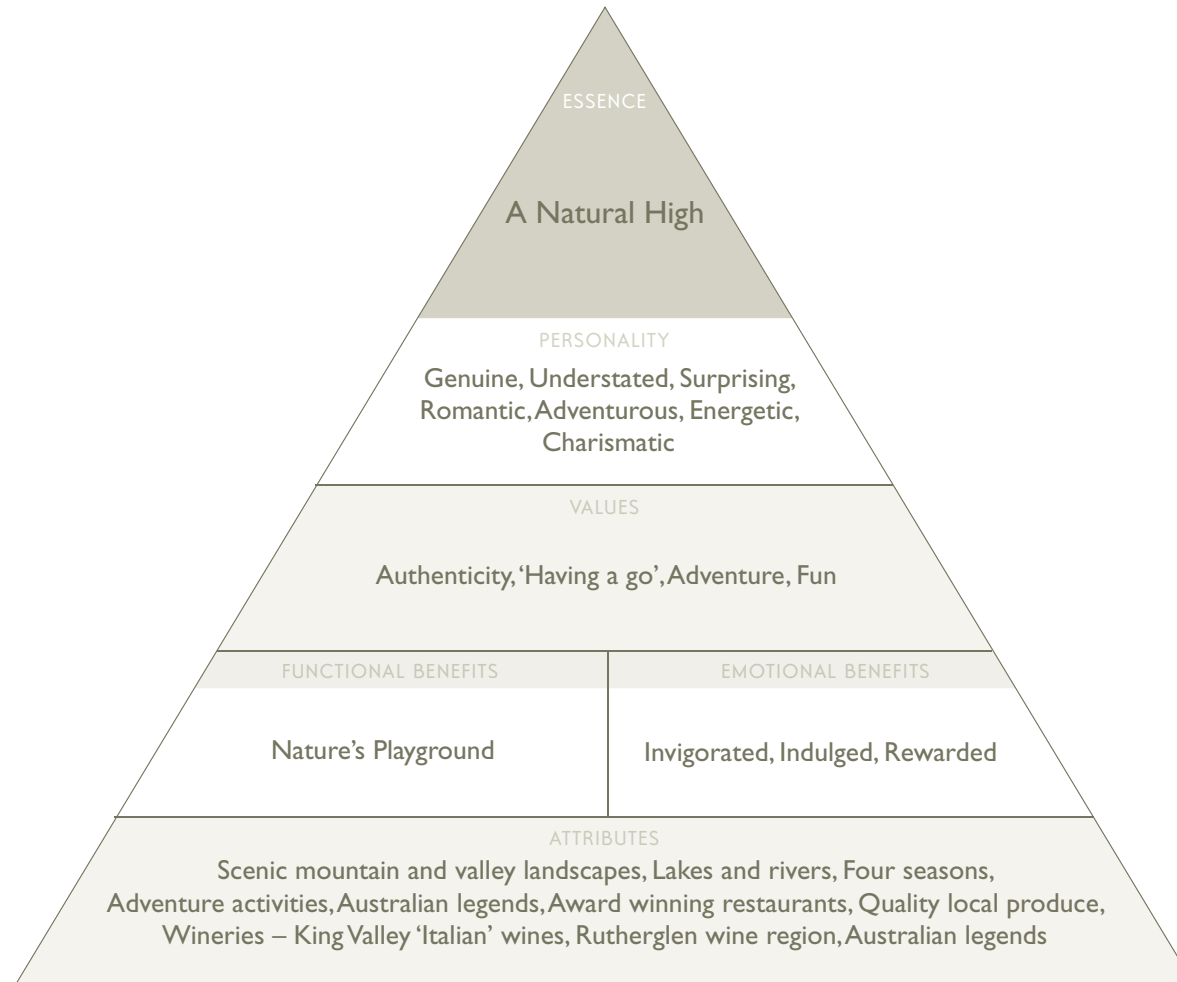 ESSENCE
A Natural High
PERSONALITY
Genuine, Understated, Surprising,
Romantic, Adventurous, Energetic,
Charismatic
VALUES
Authenticity, ‘Having a go’, Adventure, Fun
FUNCTIONAL BENEFITS
Nature’s Playground
EMOTIONAL BENEFITS
Invigorated, Indulged, Rewarded
ATTRIBUTES
Scenic mountain and valley landscapes, Lakes and rivers, Four seasons,
Adventure activities, Australian legends, Award winning restaurants, Quality local produce,
Wineries – King Valley ‘Italian’ wines, Rutherglen wine region, Australian legends